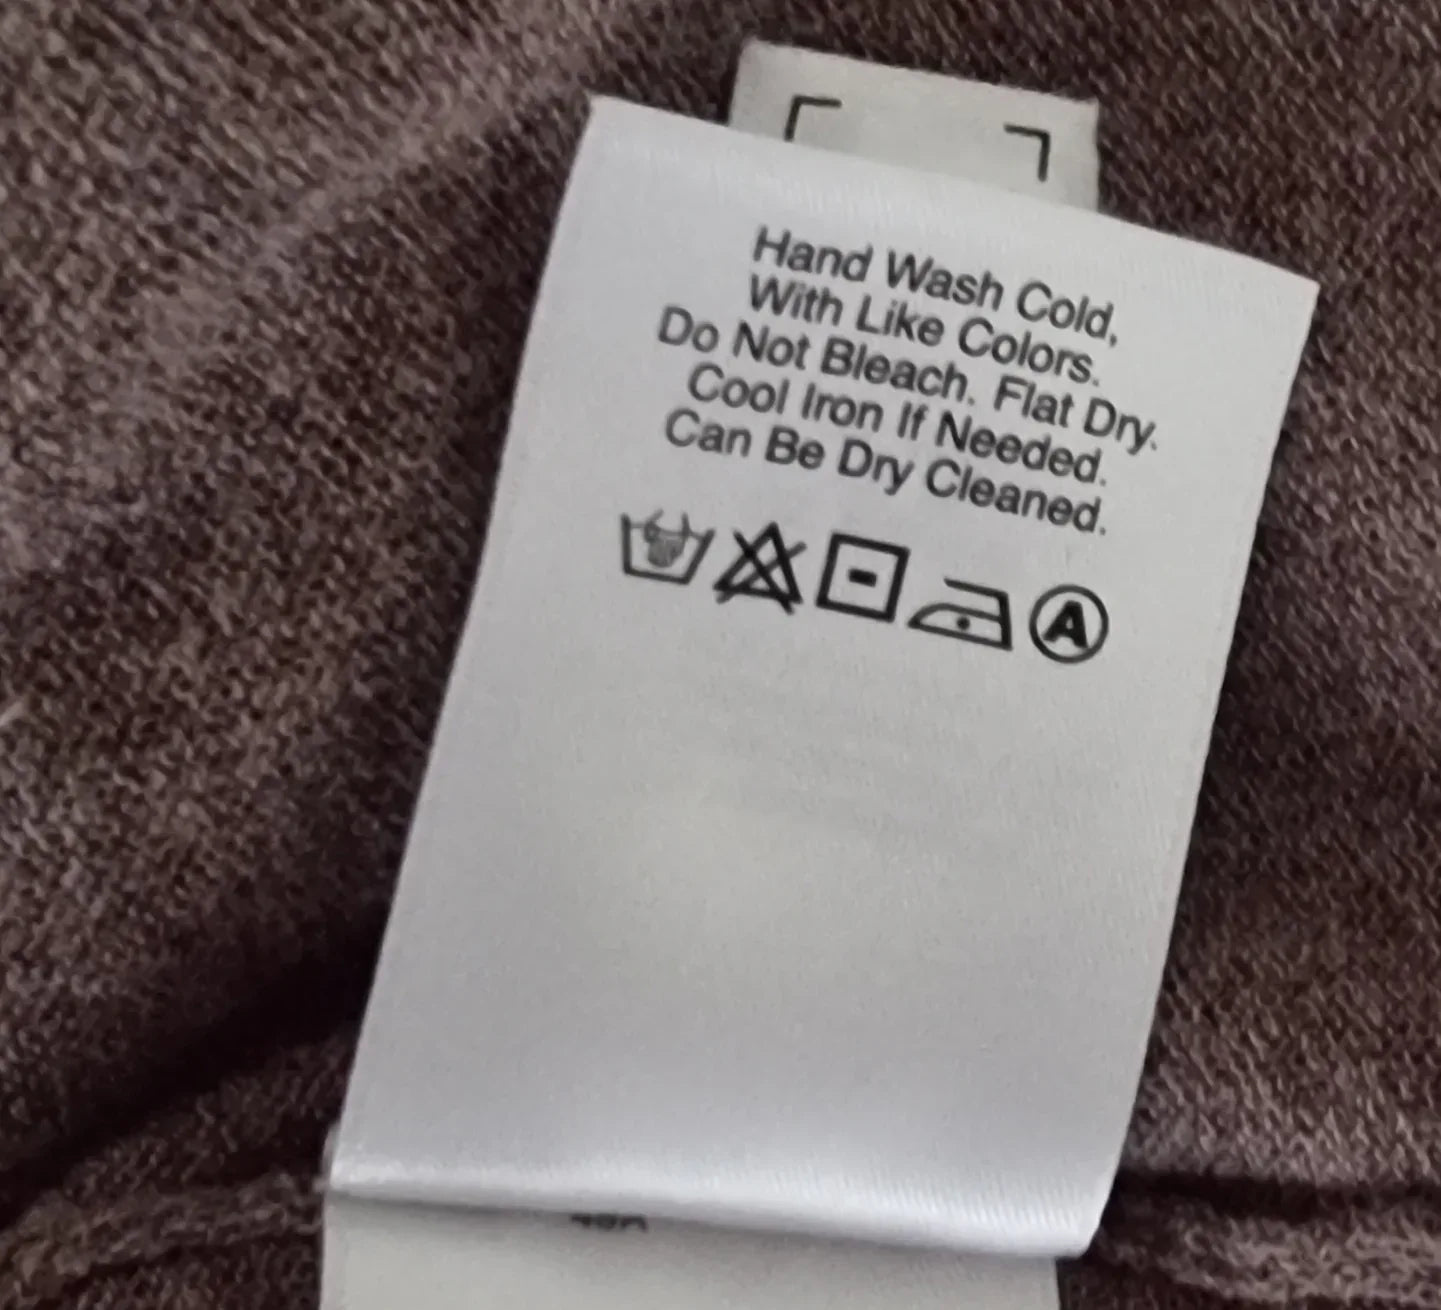 Hand Wash Cold,
With Like Colors.
Do Not Bleach. Flat Dry.
Cool Iron If Needed.
Can Be Dry Cleaned.
A